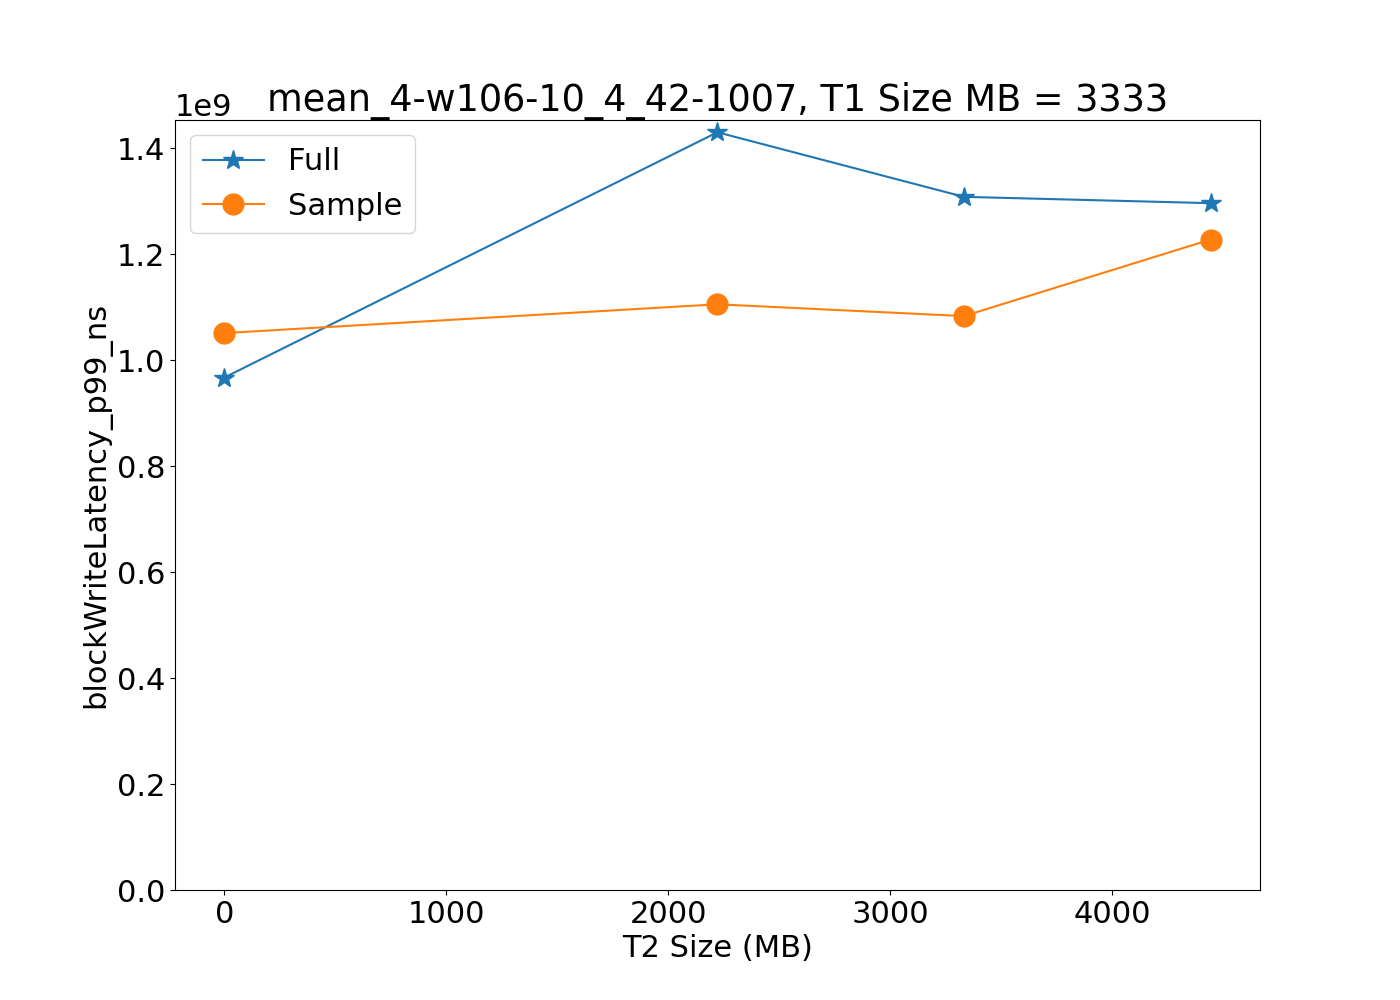 mean_4-w106-10_4_42-1007, T1 Size MB = 3333
1e9
Full
Sample
1.4
1.2
1.0
0.8
0.6
0.4
0.2
0.0
blockWriteLatency_p99_ns
0 1000 2000 3000 4000
T2 Size (MB)